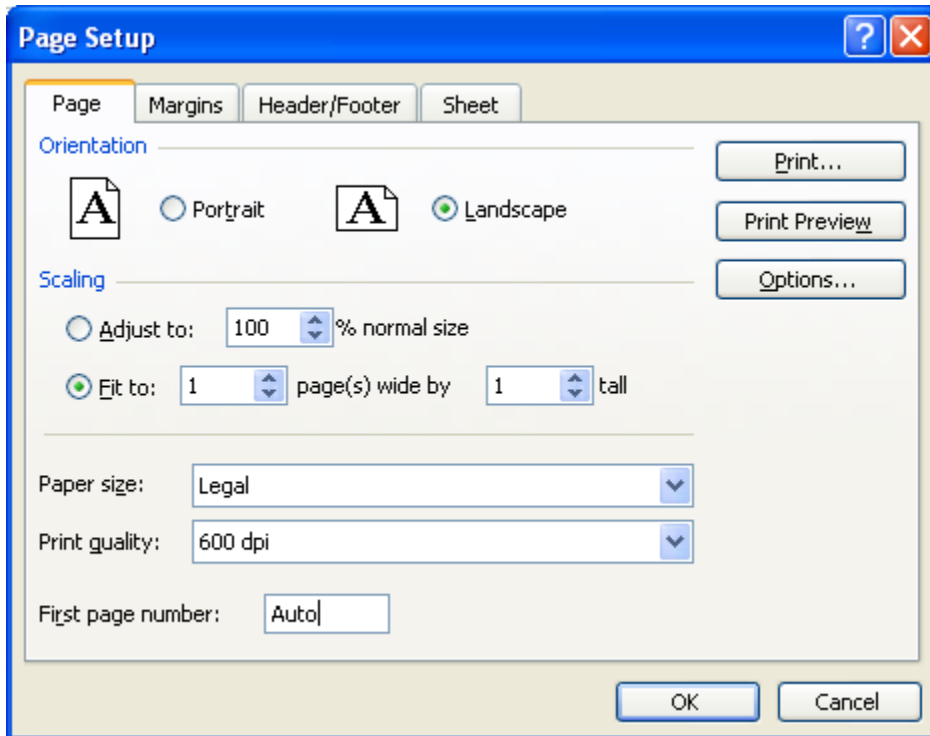 Page Setup
?
Page Margins Header/Footer Sheet
Orientation
Print...
A Portrait A Landscape
Print Preview
Scaling
Options...
Adjust to: 100 % normal size
Fit to: 1 page(s) wide by 1 tall
Paper size: Legal
Print quality: 600 dpi
First page number: Auto
OK Cancel